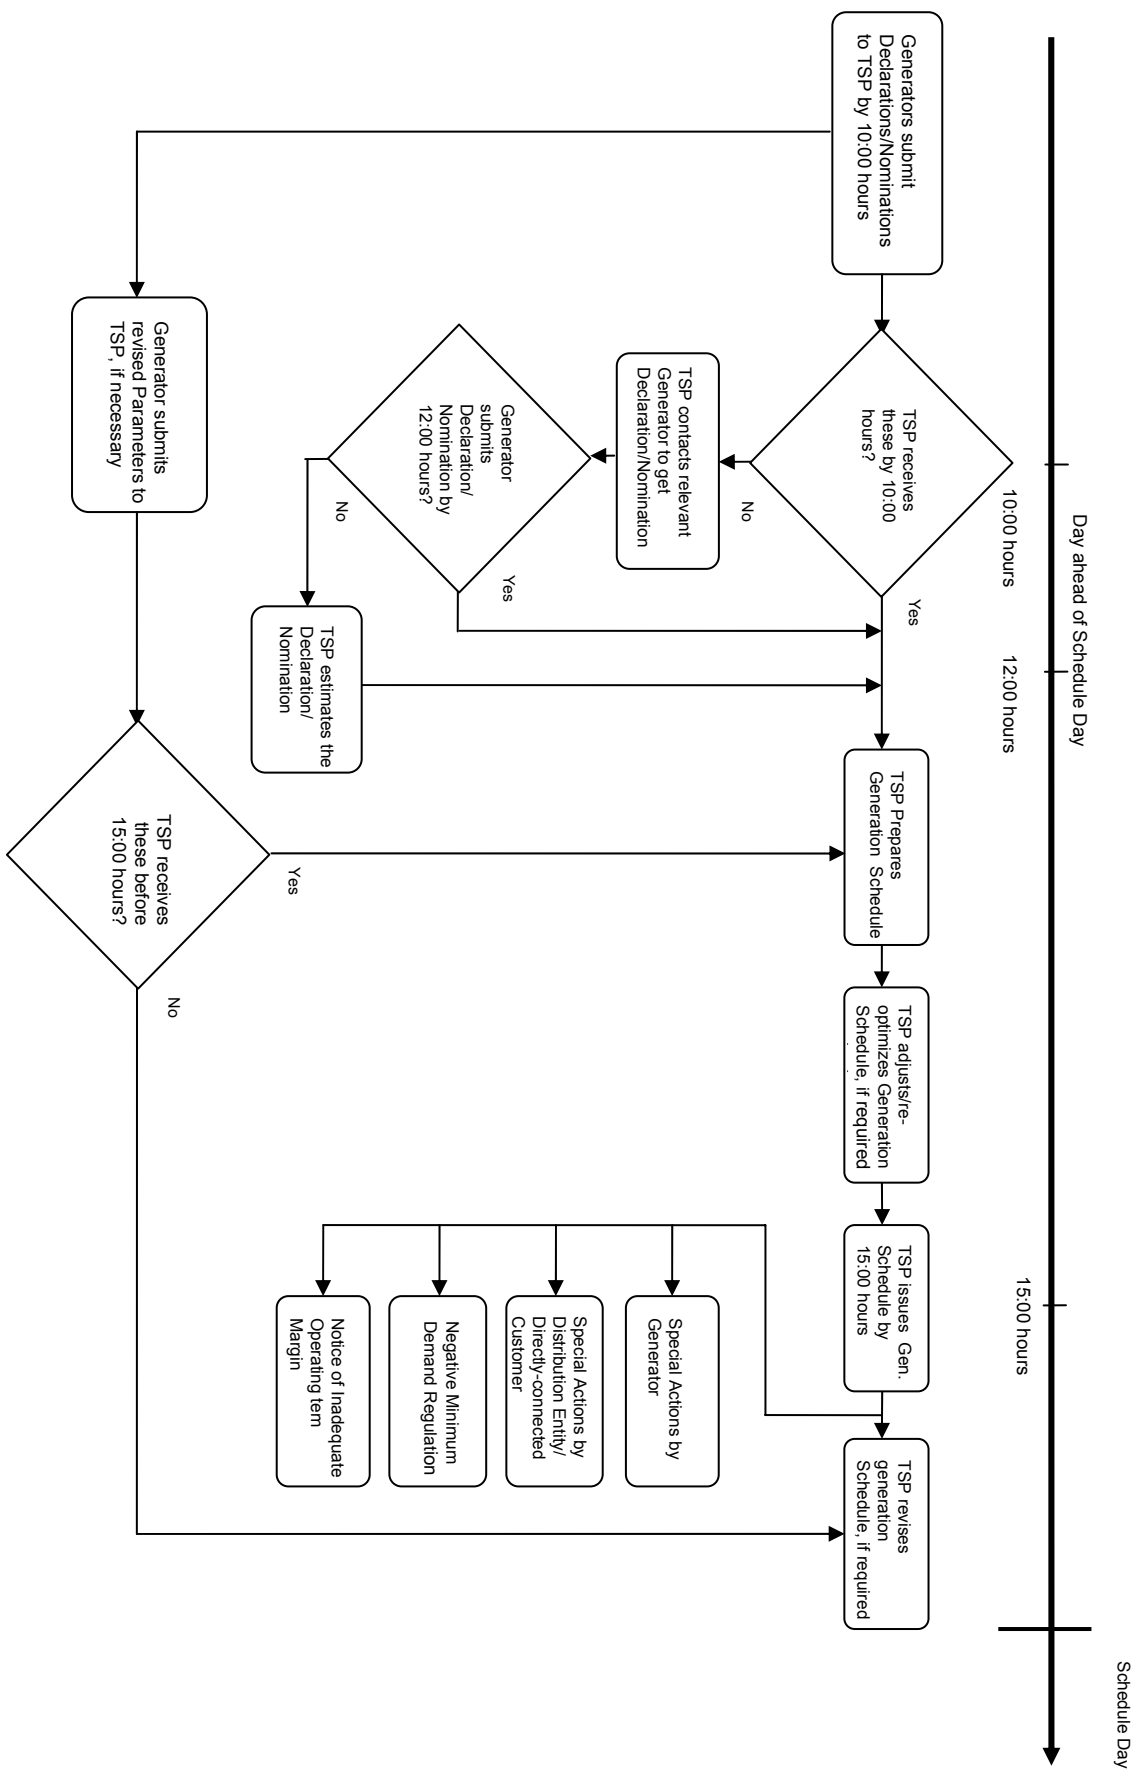 Schedule Day
Day ahead of Schedule Day
10:00 hours
12:00 hours
15:00 hours
Generators submit
Declarations/Nominations
to TSP by 10:00 hours
TSP receives
these by 10:00
hours?
Yes
No
TSP contacts relevant
Generator to get
Declaration/Nomination
Generator
submits
Declaration/
Nomination by
12:00 hours?
Yes
No
TSP estimates the
Declaration/
Nomination
TSP Prepares
Generation Schedule
TSP adjusts/re-
optimizes Generation
Schedule, if required
TSP issues Gen.
Schedule by
15:00 hours
TSP revises
generation
Schedule, if required
Special Actions by
Generator
Special Actions by
Distribution Entity/
Directly-connected
Customer
Negative Minimum
Demand Regulation
Notice of Inadequate
Operating tem
Margin
Generator submits
revised Parameters to
TSP, if necessary
TSP receives
these before
15:00 hours?
Yes
No